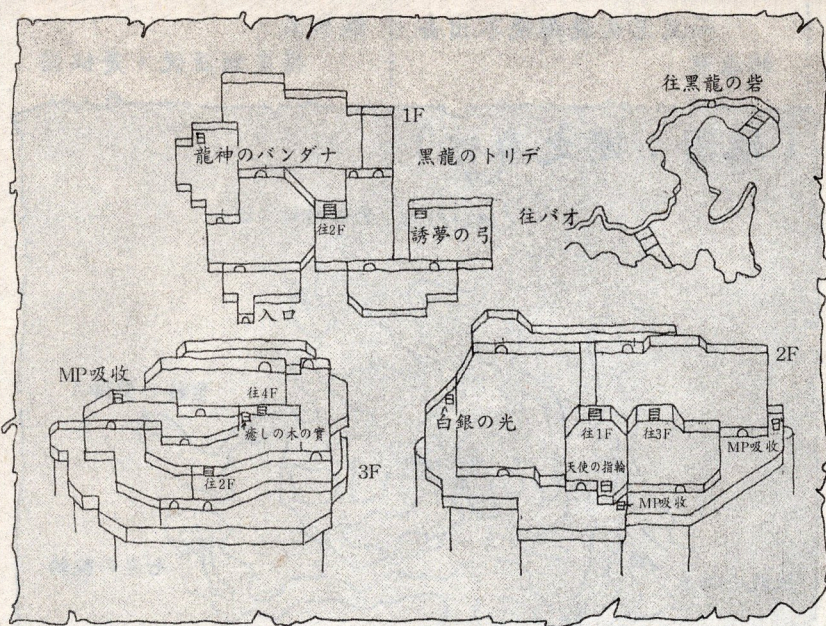 往黑龍の砦
1F
龍神のバンダナ
黑龍のトリデ
往2F
誘夢の弓
往パオ
入口
MP吸收
往4F
癒しの木の實
往2F
3F
2F
白銀の光
往1F
往3F
天使の指輪
MP吸收
MP吸收